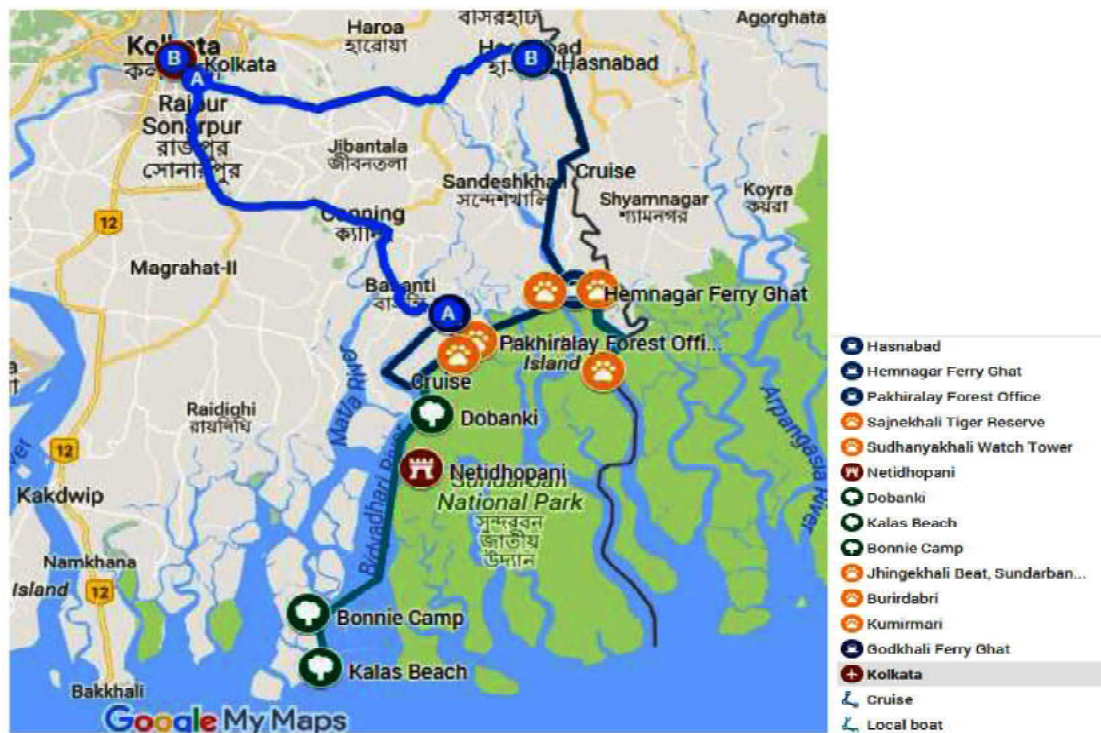 বাসিরহাট
Agorghata
Haroa
হারোয়া
Kolkata
B
Kolkata
A
B
Hasnabad
Rajpur
Sonarpur
রাজপুর
সোনারপুর
Jibantala
জীবনতলা
Cruise
Sandeshkhali
সন্দেশখালি
Shyamnagar
শ্যামনগর
Koyra
কয়রা
Canning
ক্যানিং
12
Magrahat-II
Basanti
A
Hemnagar Ferry Ghat
Pakhiralay Forest Offi...
Island
Cruise
Matla River
Raidighi
রায়দিঘি
Dobanki
Arpangasia River
12
Netidhopani
Sundarban
National Park
সুন্দরবন
জাতীয়
উদ্যান
Bidyadhari River
Kakdwip
Namkhana
Island
12
Bonnie Camp
Kalas Beach
Bakkhali
Google My Maps
Hasnabad
Hemnagar Ferry Ghat
Pakhiralay Forest Office
Sajnekhali Tiger Reserve
Sudhanyakhali Watch Tower
Netidhopani
Dobanki
Kalas Beach
Bonnie Camp
Jhingekhali Beat, Sundarban...
Burirdabri
Kumirmari
Godkhali Ferry Ghat
Kolkata
Cruise
Local boat